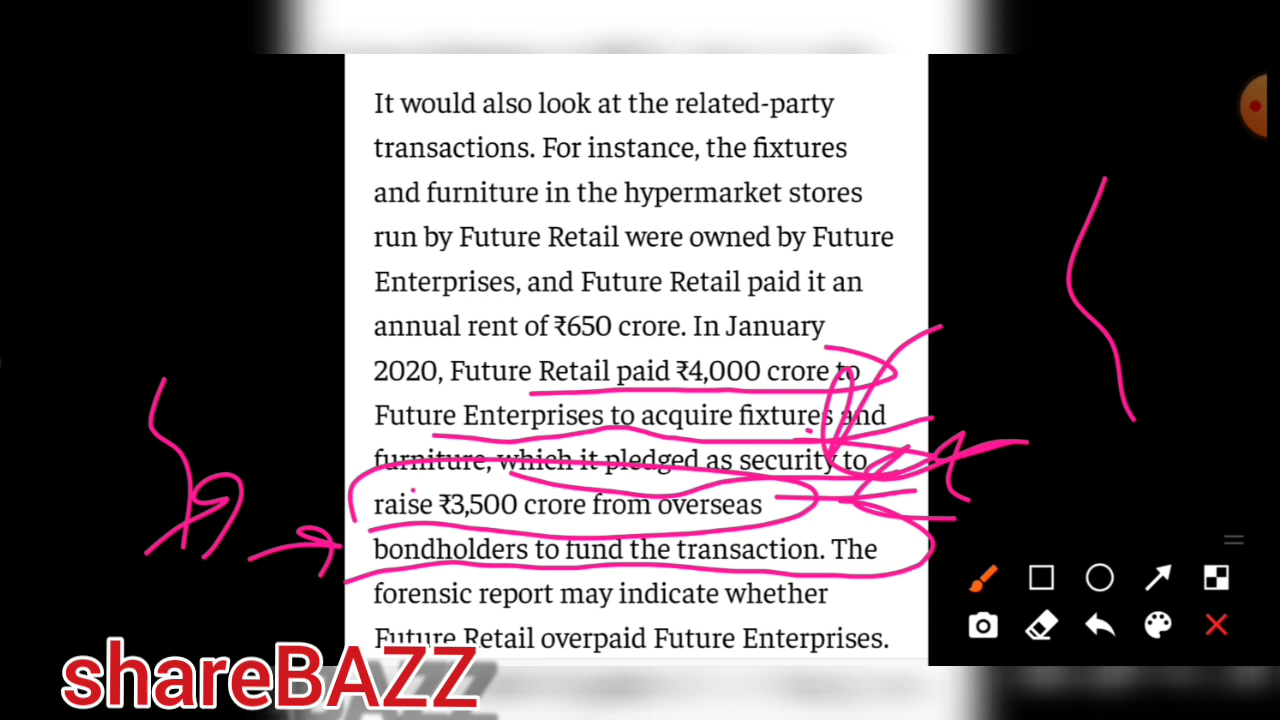 It would also look at the related-party
transactions. For instance, the fixtures
and furniture in the hypermarket stores
run by Future Retail were owned by Future
Enterprises, and Future Retail paid it an
annual rent of ₹650 crore. In January
2020, Future Retail paid ₹4,000 crore to
Future Enterprises to acquire fixtures and
furniture, which it pledged as security to
raise ₹3,500 crore from overseas
bondholders to fund the transaction. The
forensic report may indicate whether
Future Retail overpaid Future Enterprises.
shareBAZZ